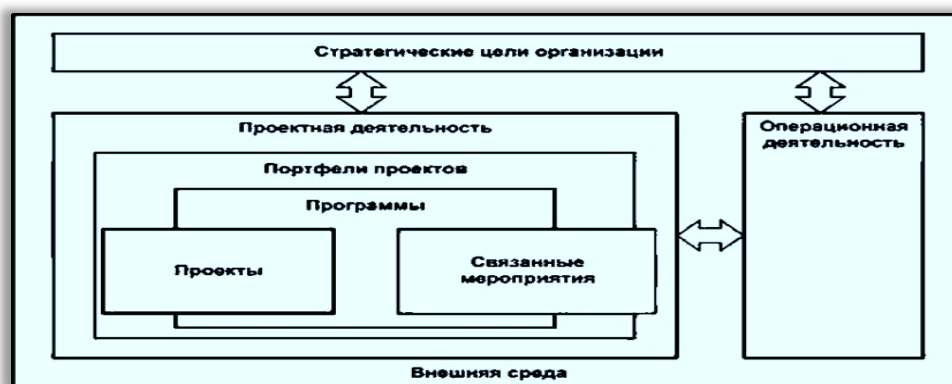 Стратегические цели организации
Проектная деятельность
Операционная
деятельность
Портфели проектов
Программы
Проекты
Связанные
мероприятия
Внешняя среда